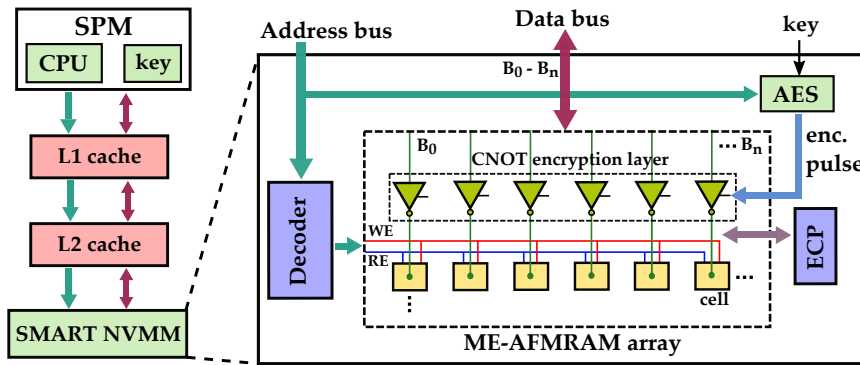 SPM
CPU
key
L1 cache
L2 cache
SMART NVMM
Address bus
Data bus
key
B0 - Bn
AES
B0
... Bn
enc.
pulse
CNOT encryption layer
Decoder
WE
RE
ECP
...
cell
...
ME-AFMRAM array